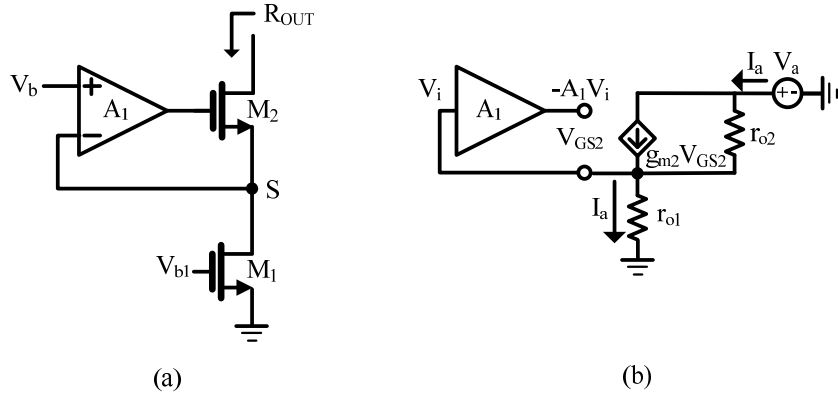 R_OUT
V_b
+
A_1
−
M_2
S
V_b1
M_1
(a)
V_i
-A_1V_i
A_1
V_GS2
g_m2V_GS2
I_a
V_a
+-
r_o2
I_a
r_o1
(b)